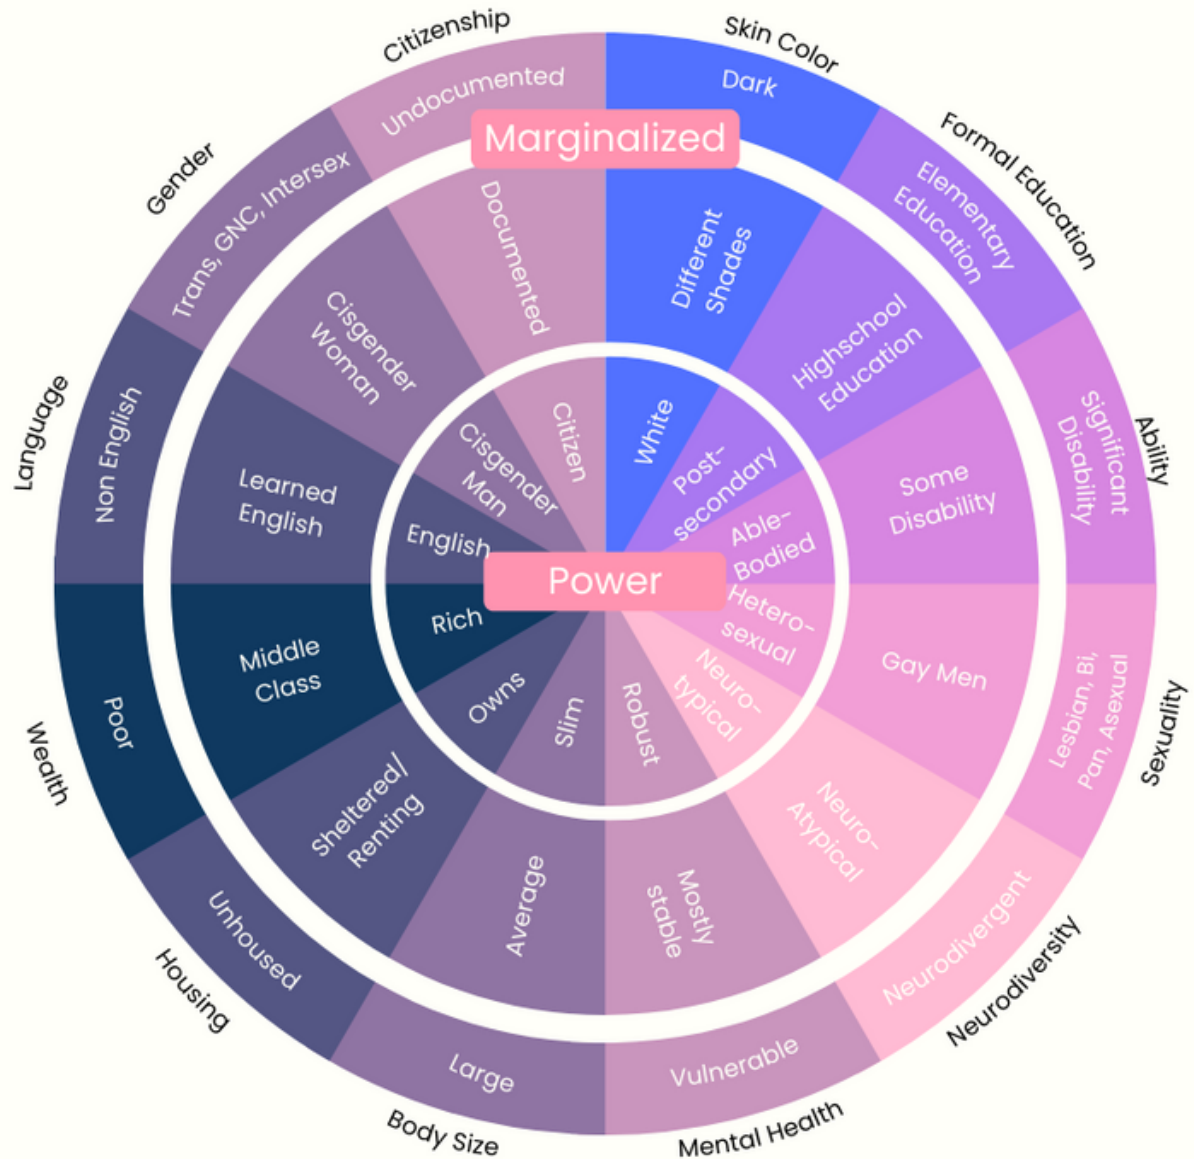 Citizenship
Undocumented
Documented
Citizen
Skin Color
Dark
Different
Shades
White
Formal Education
Elementary
Education
Highschool
Education
Post-
secondary
Ability
Significant
Disability
Some
Disability
Able-
Bodied
Sexuality
Lesbian, Bi,
Pan, Asexual
Gay Men
Hetero-
sexual
Neurodiversity
Neurodivergent
Neuro-
Atypical
Neuro-
typical
Mental Health
Vulnerable
Mostly
stable
Robust
Body Size
Large
Average
Slim
Housing
Unhoused
Sheltered/
Renting
Owns
Wealth
Poor
Middle
Class
Rich
Language
Non English
Learned
English
English
Gender
Trans, GNC, Intersex
Cisgender
Woman
Cisgender
Man
Marginalized
Power